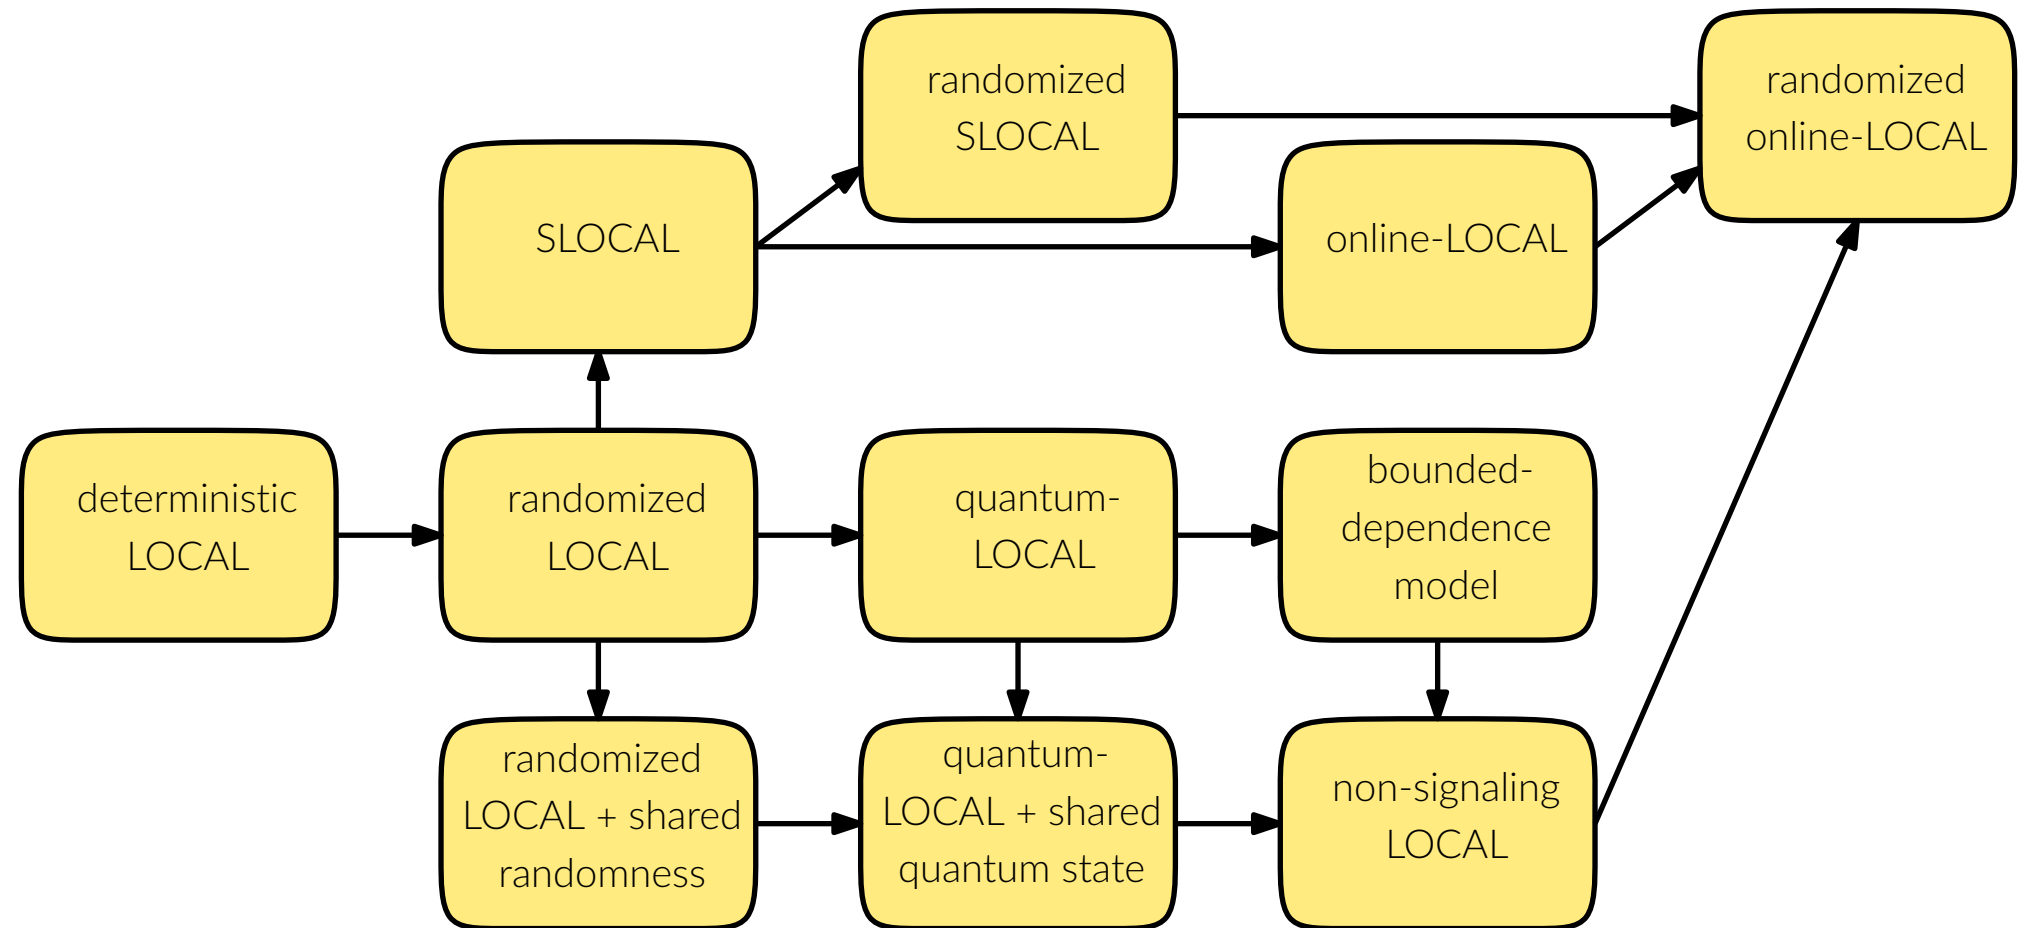 randomized
SLOCAL
randomized
online-LOCAL
SLOCAL
online-LOCAL
deterministic
LOCAL
randomized
LOCAL
quantum-
LOCAL
bounded-
dependence
model
randomized
LOCAL + shared
randomness
quantum-
LOCAL + shared
quantum state
non-signaling
LOCAL